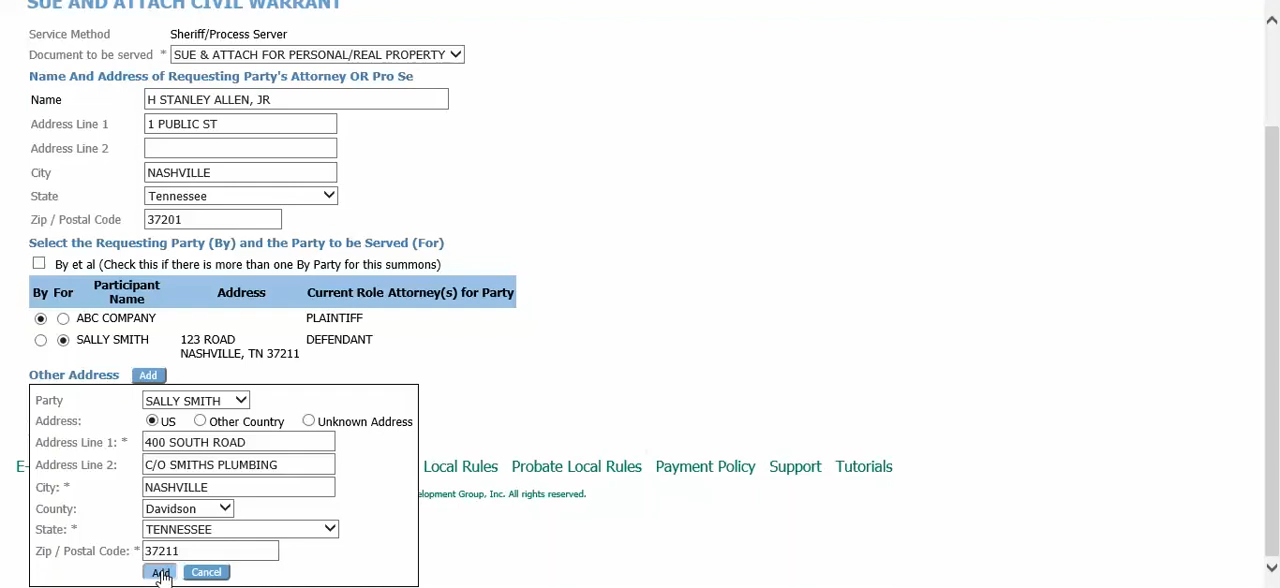 SUE AND ATTACH CIVIL WARRANT
Service Method Sheriff/Process Server
Document to be served * SUE & ATTACH FOR PERSONAL/REAL PROPERTY
Name And Address of Requesting Party's Attorney OR Pro Se
Name H STANLEY ALLEN, JR
Address Line 1 1 PUBLIC ST
Address Line 2
City NASHVILLE
State Tennessee
Zip / Postal Code 37201
Select the Requesting Party (By) and the Party to be Served (For)
By et al (Check this if there is more than one By Party for this summons)
By For Participant Name Address Current Role Attorney(s) for Party
ABC COMPANY PLAINTIFF
SALLY SMITH 123 ROAD DEFENDANT
NASHVILLE, TN 37211
Other Address Add
Party SALLY SMITH
Address: US Other Country Unknown Address
Address Line 1: * 400 SOUTH ROAD
Address Line 2: C/O SMITHS PLUMBING
City: * NASHVILLE
County: Davidson
State: * TENNESSEE
Zip / Postal Code: * 37211
Add Cancel
E- Local Rules Probate Local Rules Payment Policy Support Tutorials
elopment Group, Inc. All rights reserved.